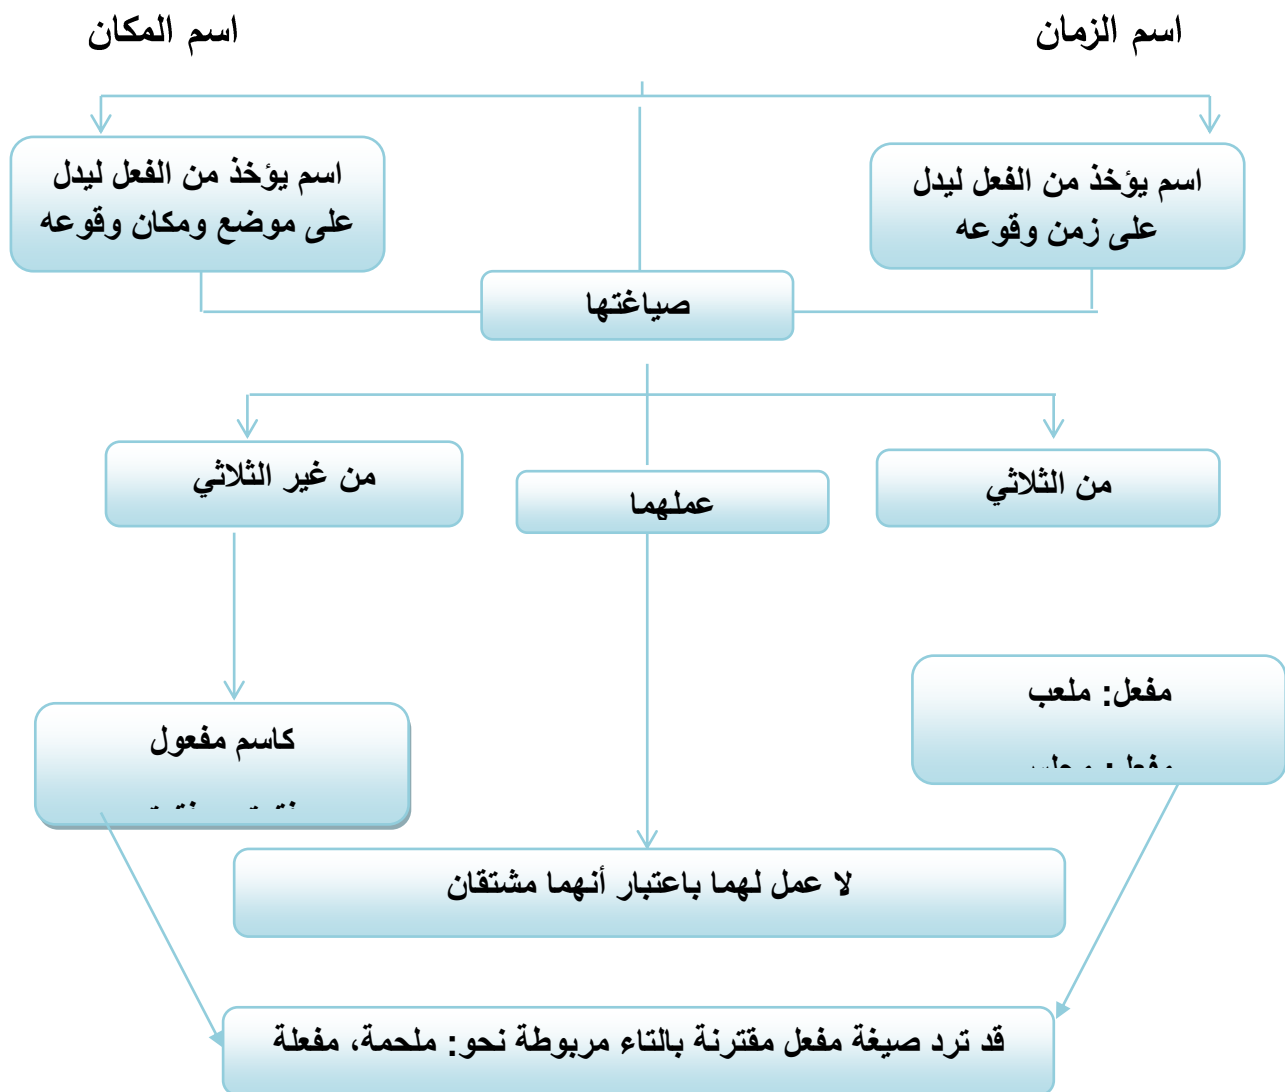 اسم الزمان
اسم المكان
اسم يؤخذ من الفعل ليدل
على زمن وقوعه
اسم يؤخذ من الفعل ليدل
على موضع ومكان وقوعه
صياغتها
من الثلاثي
عملهما
من غير الثلاثي
مفعل: ملعب
مفعل:
كاسم مفعول
لا عمل لهما باعتبار أنهما مشتقان
قد ترد صيغة مفعل مقترنة بالتاء مربوطة نحو: ملحمة، مفعلة